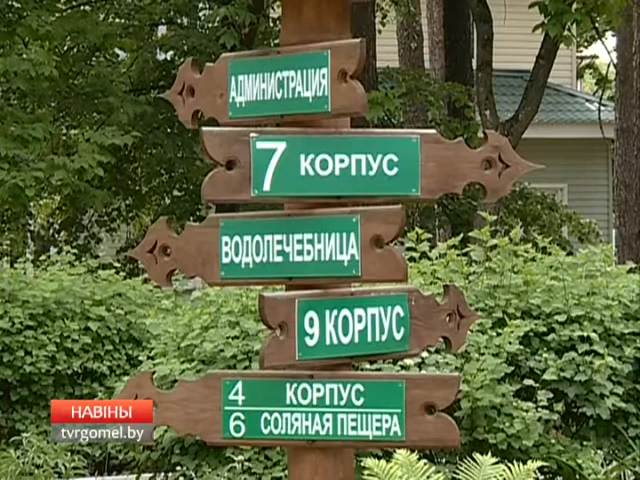 АДМИНИСТРАЦИЯ
7 КОРПУС
ВОДОЛЕЧЕБНИЦА
9 КОРПУС
4 КОРПУС
6 СОЛЯНАЯ ПЕЩЕРА
НАВІНЫ
tvrgomel.by